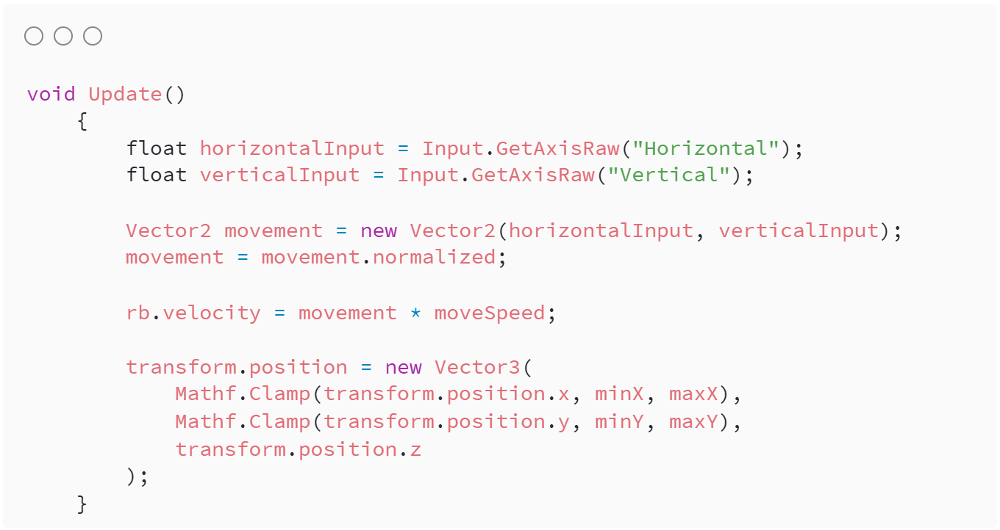 void Update()
    {
        float horizontalInput = Input.GetAxisRaw("Horizontal");
        float verticalInput = Input.GetAxisRaw("Vertical");

        Vector2 movement = new Vector2(horizontalInput, verticalInput);
        movement = movement.normalized;

        rb.velocity = movement * moveSpeed;

        transform.position = new Vector3(
            Mathf.Clamp(transform.position.x, minX, maxX),
            Mathf.Clamp(transform.position.y, minY, maxY),
            transform.position.z
        );
    }